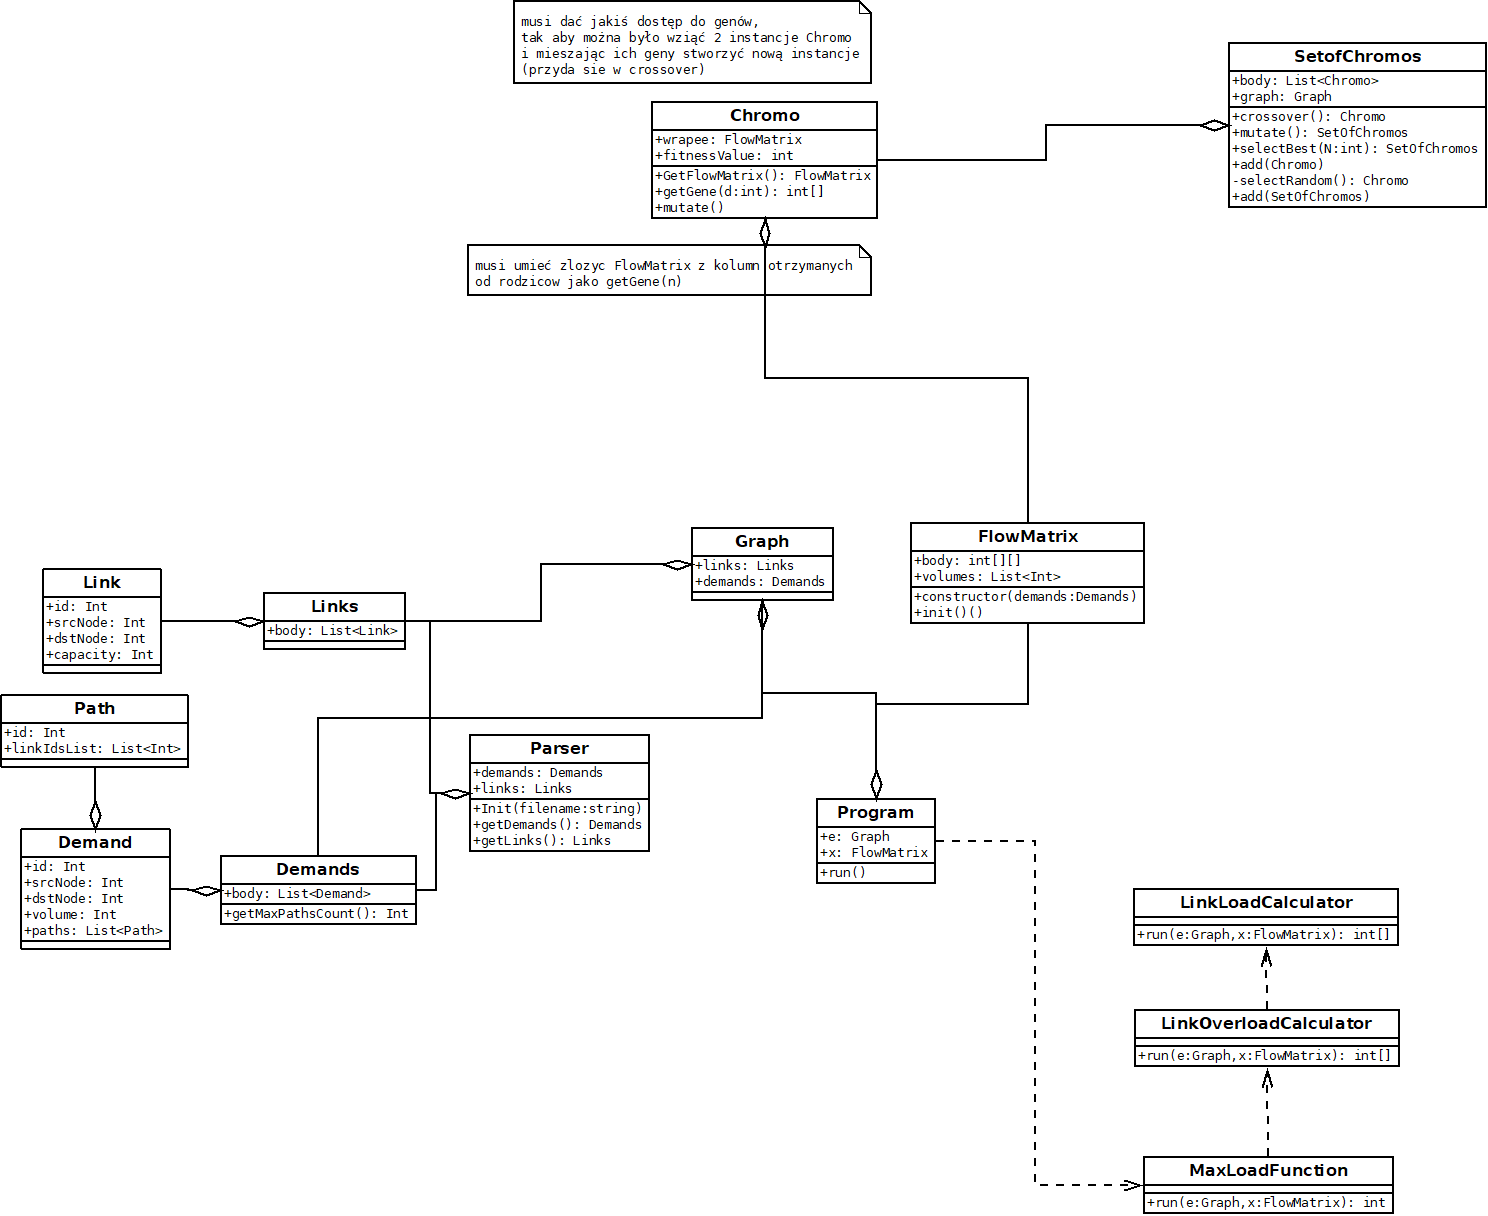 musi dać jakiś dostęp do genów,
tak aby można było wziąć 2 instancje Chromo
i mieszając ich geny stworzyć nową instancje
(przyda sie w crossover)
SetofChromos
+body: List<Chromo>
+graph: Graph
+crossover(): Chromo
+mutate(): SetOfChromos
+selectBest(N:int): SetOfChromos
+add(Chromo)
-selectRandom(): Chromo
+add(SetOfChromos)
Chromo
+wrapee: FlowMatrix
+fitnessValue: int
+GetFlowMatrix(): FlowMatrix
+getGene(d:int): int[]
+mutate()
musi umieć zlozyc FlowMatrix z kolumn otrzymanych
od rodzicow jako getGene(n)
Graph
+links: Links
+demands: Demands
FlowMatrix
+body: int[][]
+volumes: List<Int>
+constructor(demands:Demands)
+init()()
Link
+id: Int
+srcNode: Int
+dstNode: Int
+capacity: Int
Links
+body: List<Link>
Path
+id: Int
+linkIdsList: List<Int>
Parser
+demands: Demands
+links: Links
+Init(filename:string)
+getDemands(): Demands
+getLinks(): Links
Program
+e: Graph
+x: FlowMatrix
+run()
Demand
+id: Int
+srcNode: Int
+dstNode: Int
+volume: Int
+paths: List<Path>
Demands
+body: List<Demand>
+getMaxPathsCount(): Int
LinkLoadCalculator
+run(e:Graph,x:FlowMatrix): int[]
LinkOverloadCalculator
+run(e:Graph,x:FlowMatrix): int[]
MaxLoadFunction
+run(e:Graph,x:FlowMatrix): int